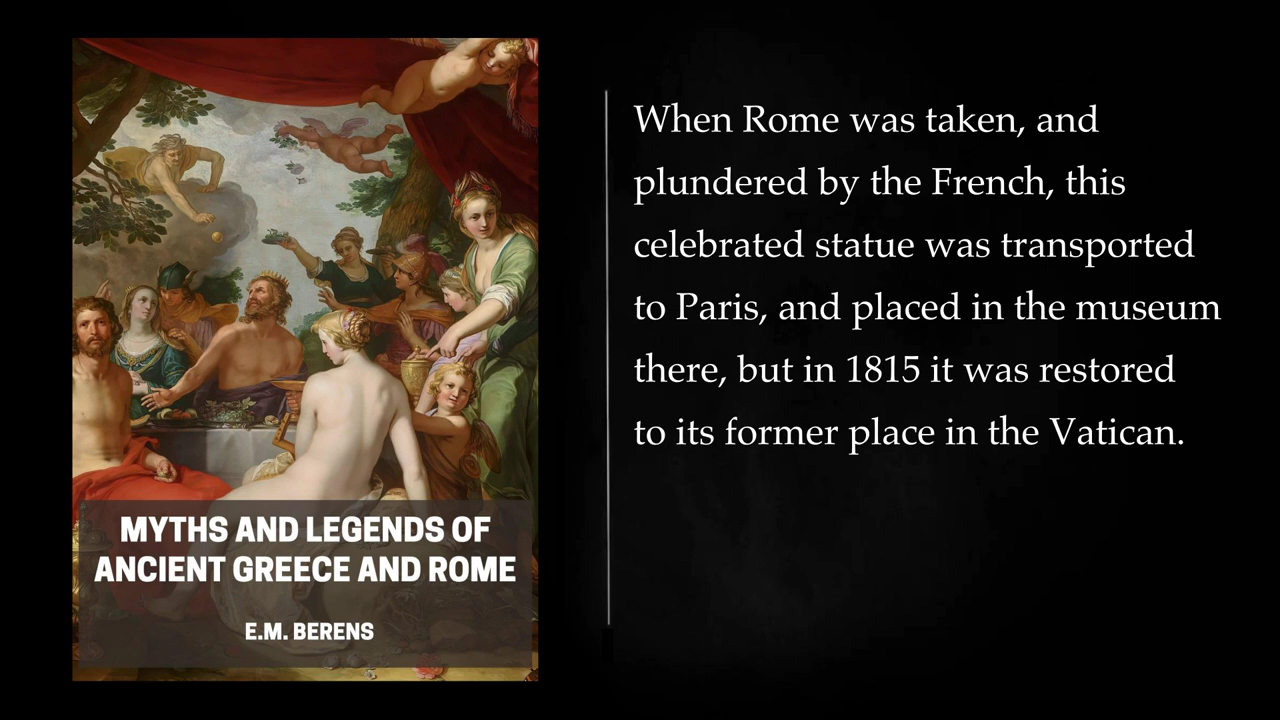 MYTHS AND LEGENDS OF
ANCIENT GREECE AND ROME
E.M. BERENS
When Rome was taken, and
plundered by the French, this
celebrated statue was transported
to Paris, and placed in the museum
there, but in 1815 it was restored
to its former place in the Vatican.